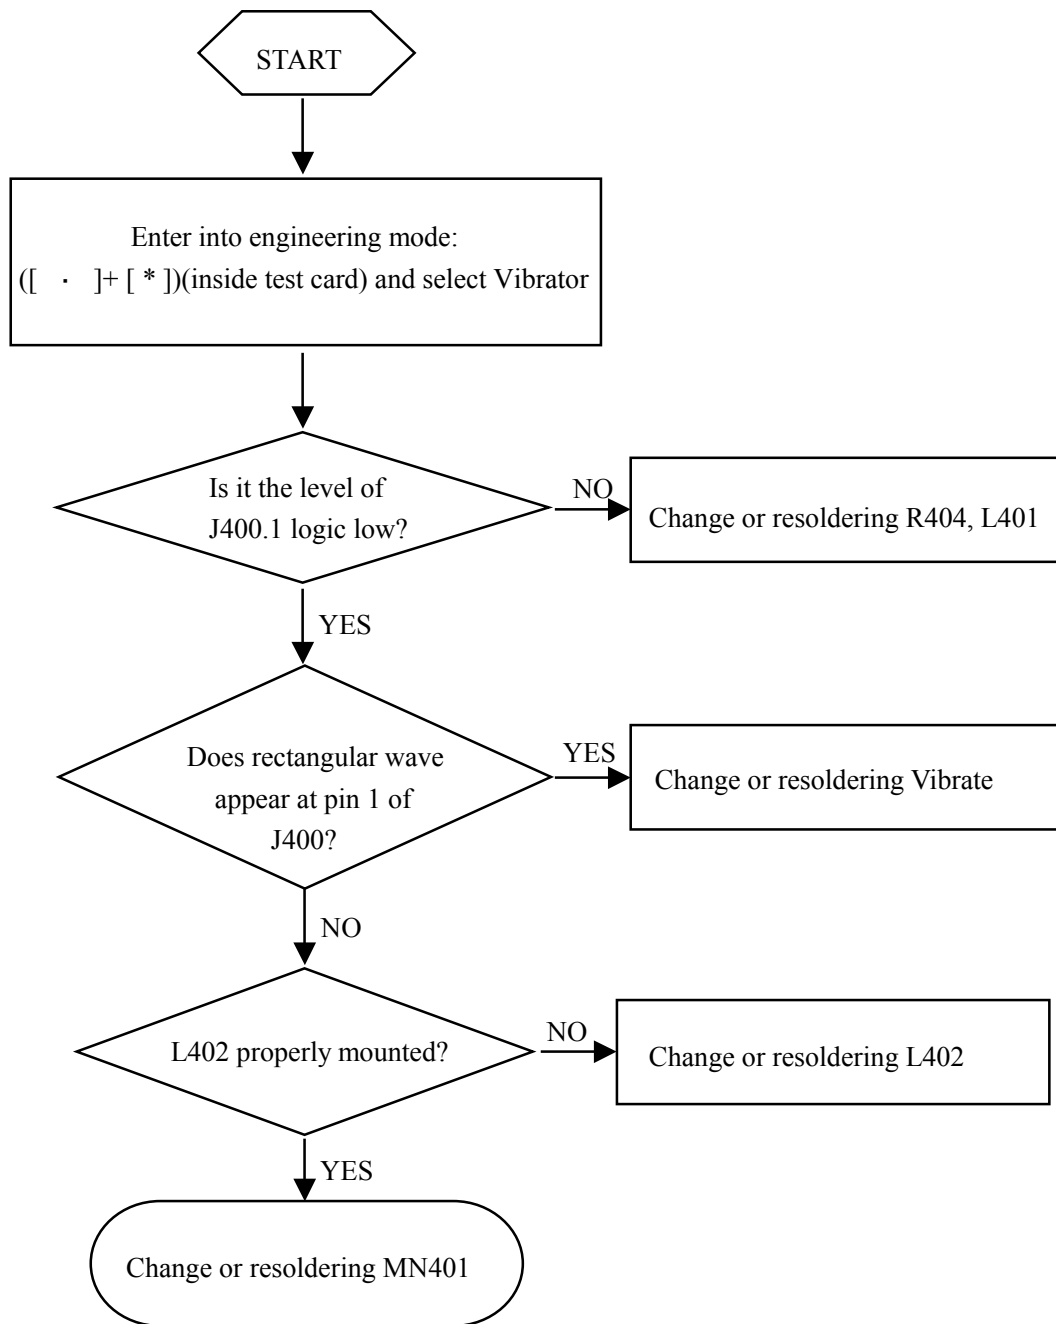 START
Enter into engineering mode:
([ · ]+ [ * ])(inside test card) and select Vibrator
Is it the level of
J400.1 logic low?
NO
Change or resoldering R404, L401
YES
Does rectangular wave
appear at pin 1 of
J400?
YES
Change or resoldering Vibrate
NO
L402 properly mounted?
NO
Change or resoldering L402
YES
Change or resoldering MN401